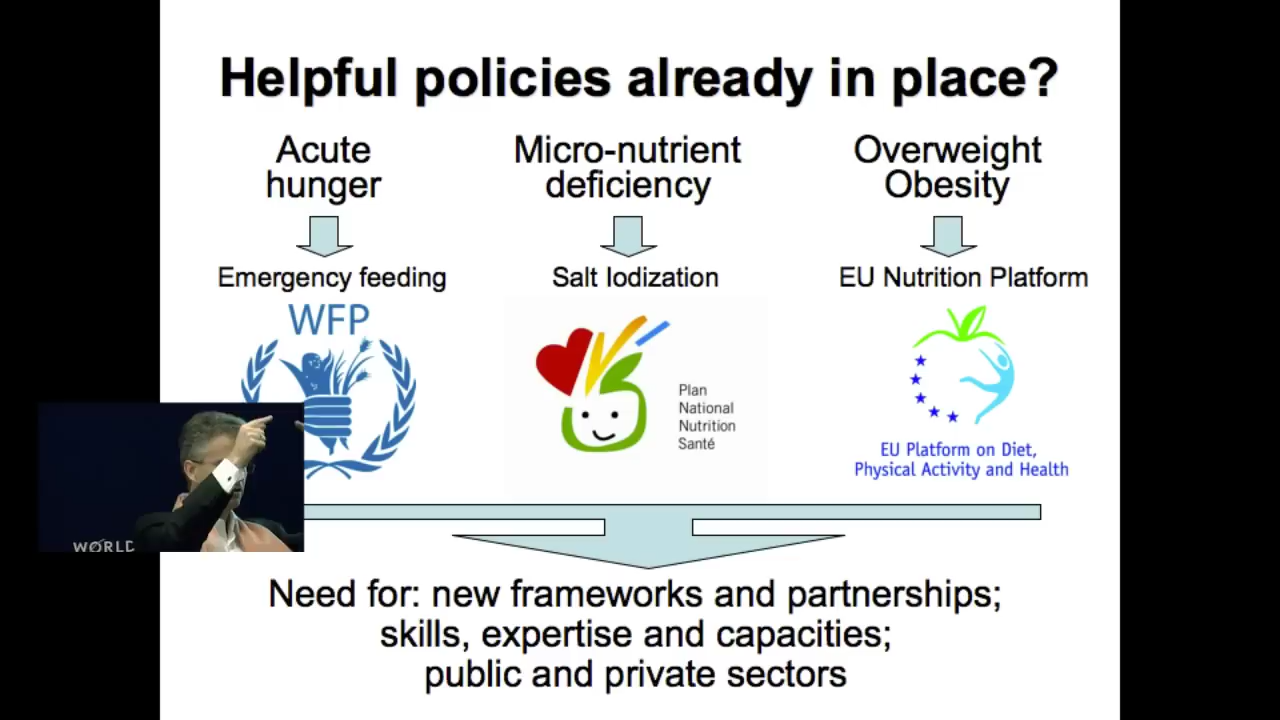 Helpful policies already in place?
Acute
hunger
Micro-nutrient
deficiency
Overweight
Obesity
Emergency feeding
Salt Iodization
EU Nutrition Platform
WFP
Plan
National
Nutrition
Santé
EU Platform on Diet,
Physical Activity and Health
WORLD
Need for: new frameworks and partnerships;
skills, expertise and capacities;
public and private sectors